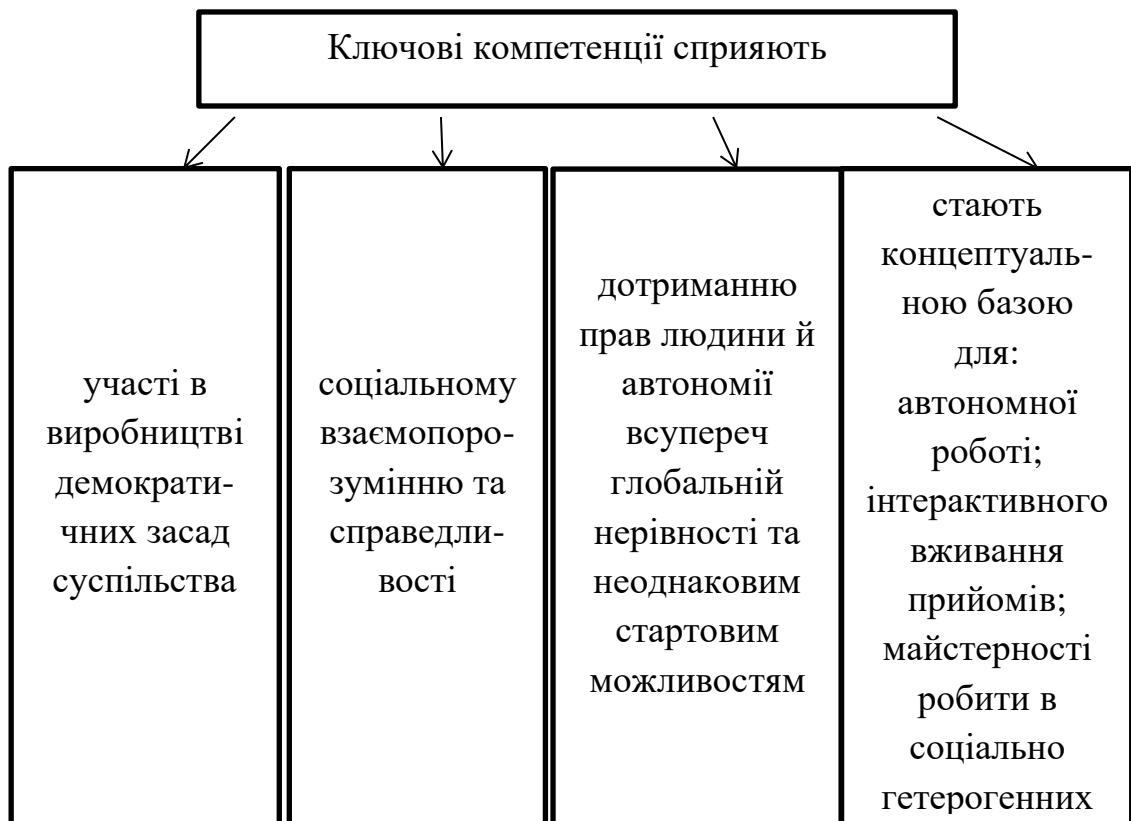 Ключові компетенції сприяють
участі в
виробництві
демократи-
чних засад
суспільства
соціальному
взаємопоро-
зумінню та
справедли-
вості
дотриманню
прав людини й
автономії
всупереч
глобальній
нерівності та
неоднаковим
стартовим
можливостям
стають
концептуаль-
ною базою
для:
автономної
роботі;
інтерактивного
вживання
прийомів;
майстерності
робити в
соціально
гетерогенних